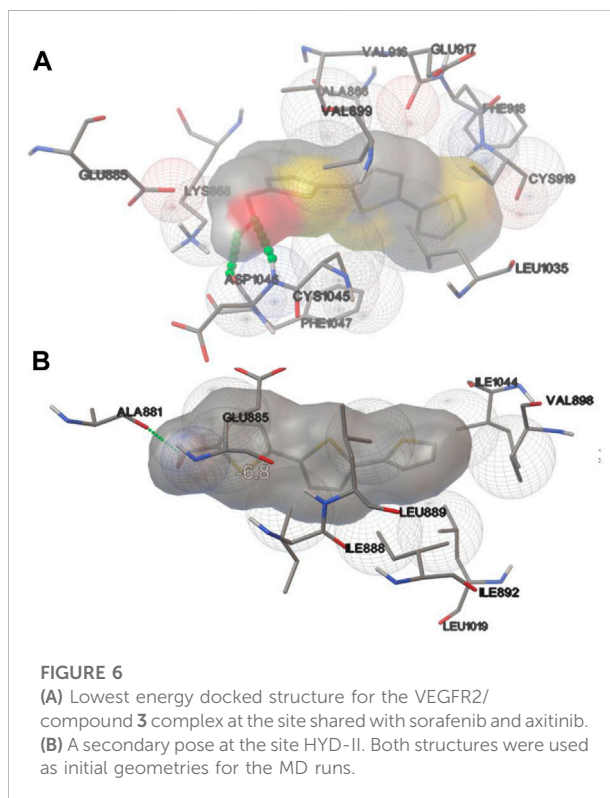 A
VAL916
GLU917
ALA866
VAL899
PHE918
GLU885
LYS868
CYS919
ASP1046
CYS1045
LEU1035
PHE1047
B
ALA881
GLU885
ILE1044
VAL898
-6.8
LEU889
ILE888
ILE892
LEU1019
FIGURE 6
(A) Lowest energy docked structure for the VEGFR2/
compound 3 complex at the site shared with sorafenib and axitinib.
(B) A secondary pose at the site HYD-II. Both structures were used
as initial geometries for the MD runs.